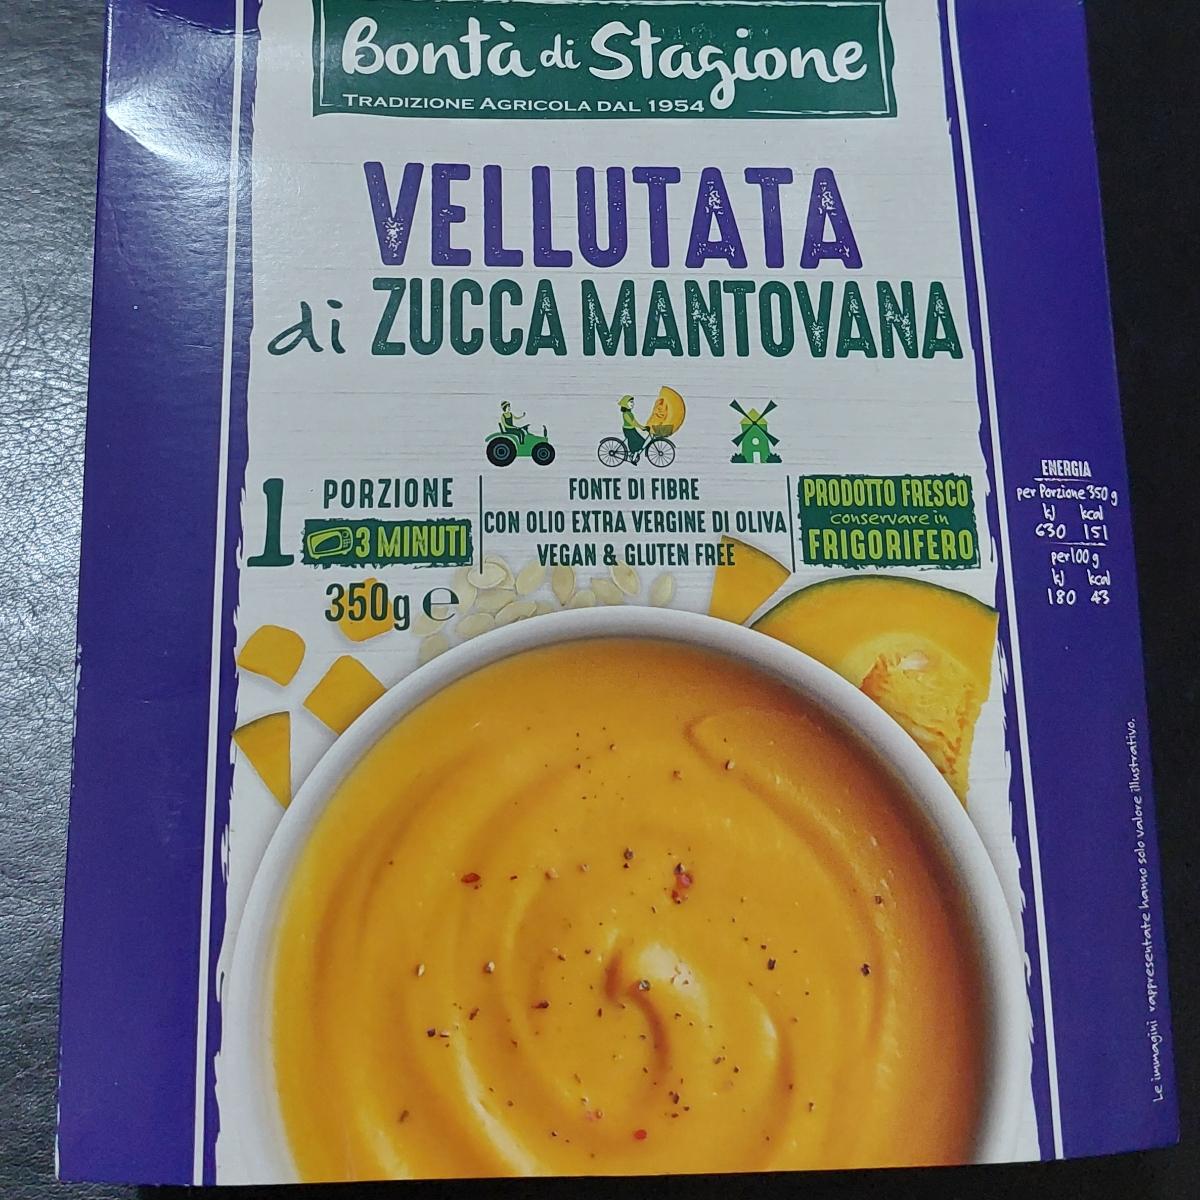 Bontà di Stagione
TRADIZIONE AGRICOLA DAL 1954
VELLUTATA
di ZUCCA MANTOVANA
1 PORZIONE
3 MINUTI
350g e
FONTE DI FIBRE
CON OLIO EXTRA VERGINE DI OLIVA
VEGAN & GLUTEN FREE
PRODOTTO FRESCO
conservare in
FRIGORIFERO
ENERGIA
per Porzione 350 g
kJ kcal
630 151
per 100 g
kJ kcal
180 43
Le immagini rappresentate hanno solo valore illustrativo.